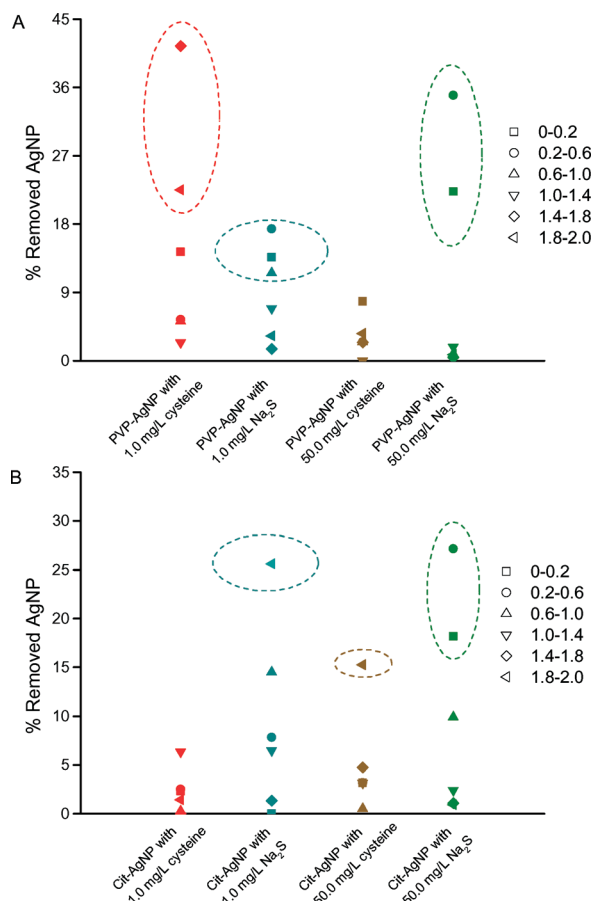 A
% Removed AgNP
45
36
27
18
9
0
0-0.2
0.2-0.6
0.6-1.0
1.0-1.4
1.4-1.8
1.8-2.0
PVP-AgNP with
1.0 mg/L cysteine
PVP-AgNP with
1.0 mg/L Na₂S
PVP-AgNP with
50.0 mg/L cysteine
PVP-AgNP with
50.0 mg/L Na₂S
B
% Removed AgNP
35
30
25
20
15
10
5
0
0-0.2
0.2-0.6
0.6-1.0
1.0-1.4
1.4-1.8
1.8-2.0
Cit-AgNP with
1.0 mg/L cysteine
Cit-AgNP with
1.0 mg/L Na₂S
Cit-AgNP with
50.0 mg/L cysteine
Cit-AgNP with
50.0 mg/L Na₂S